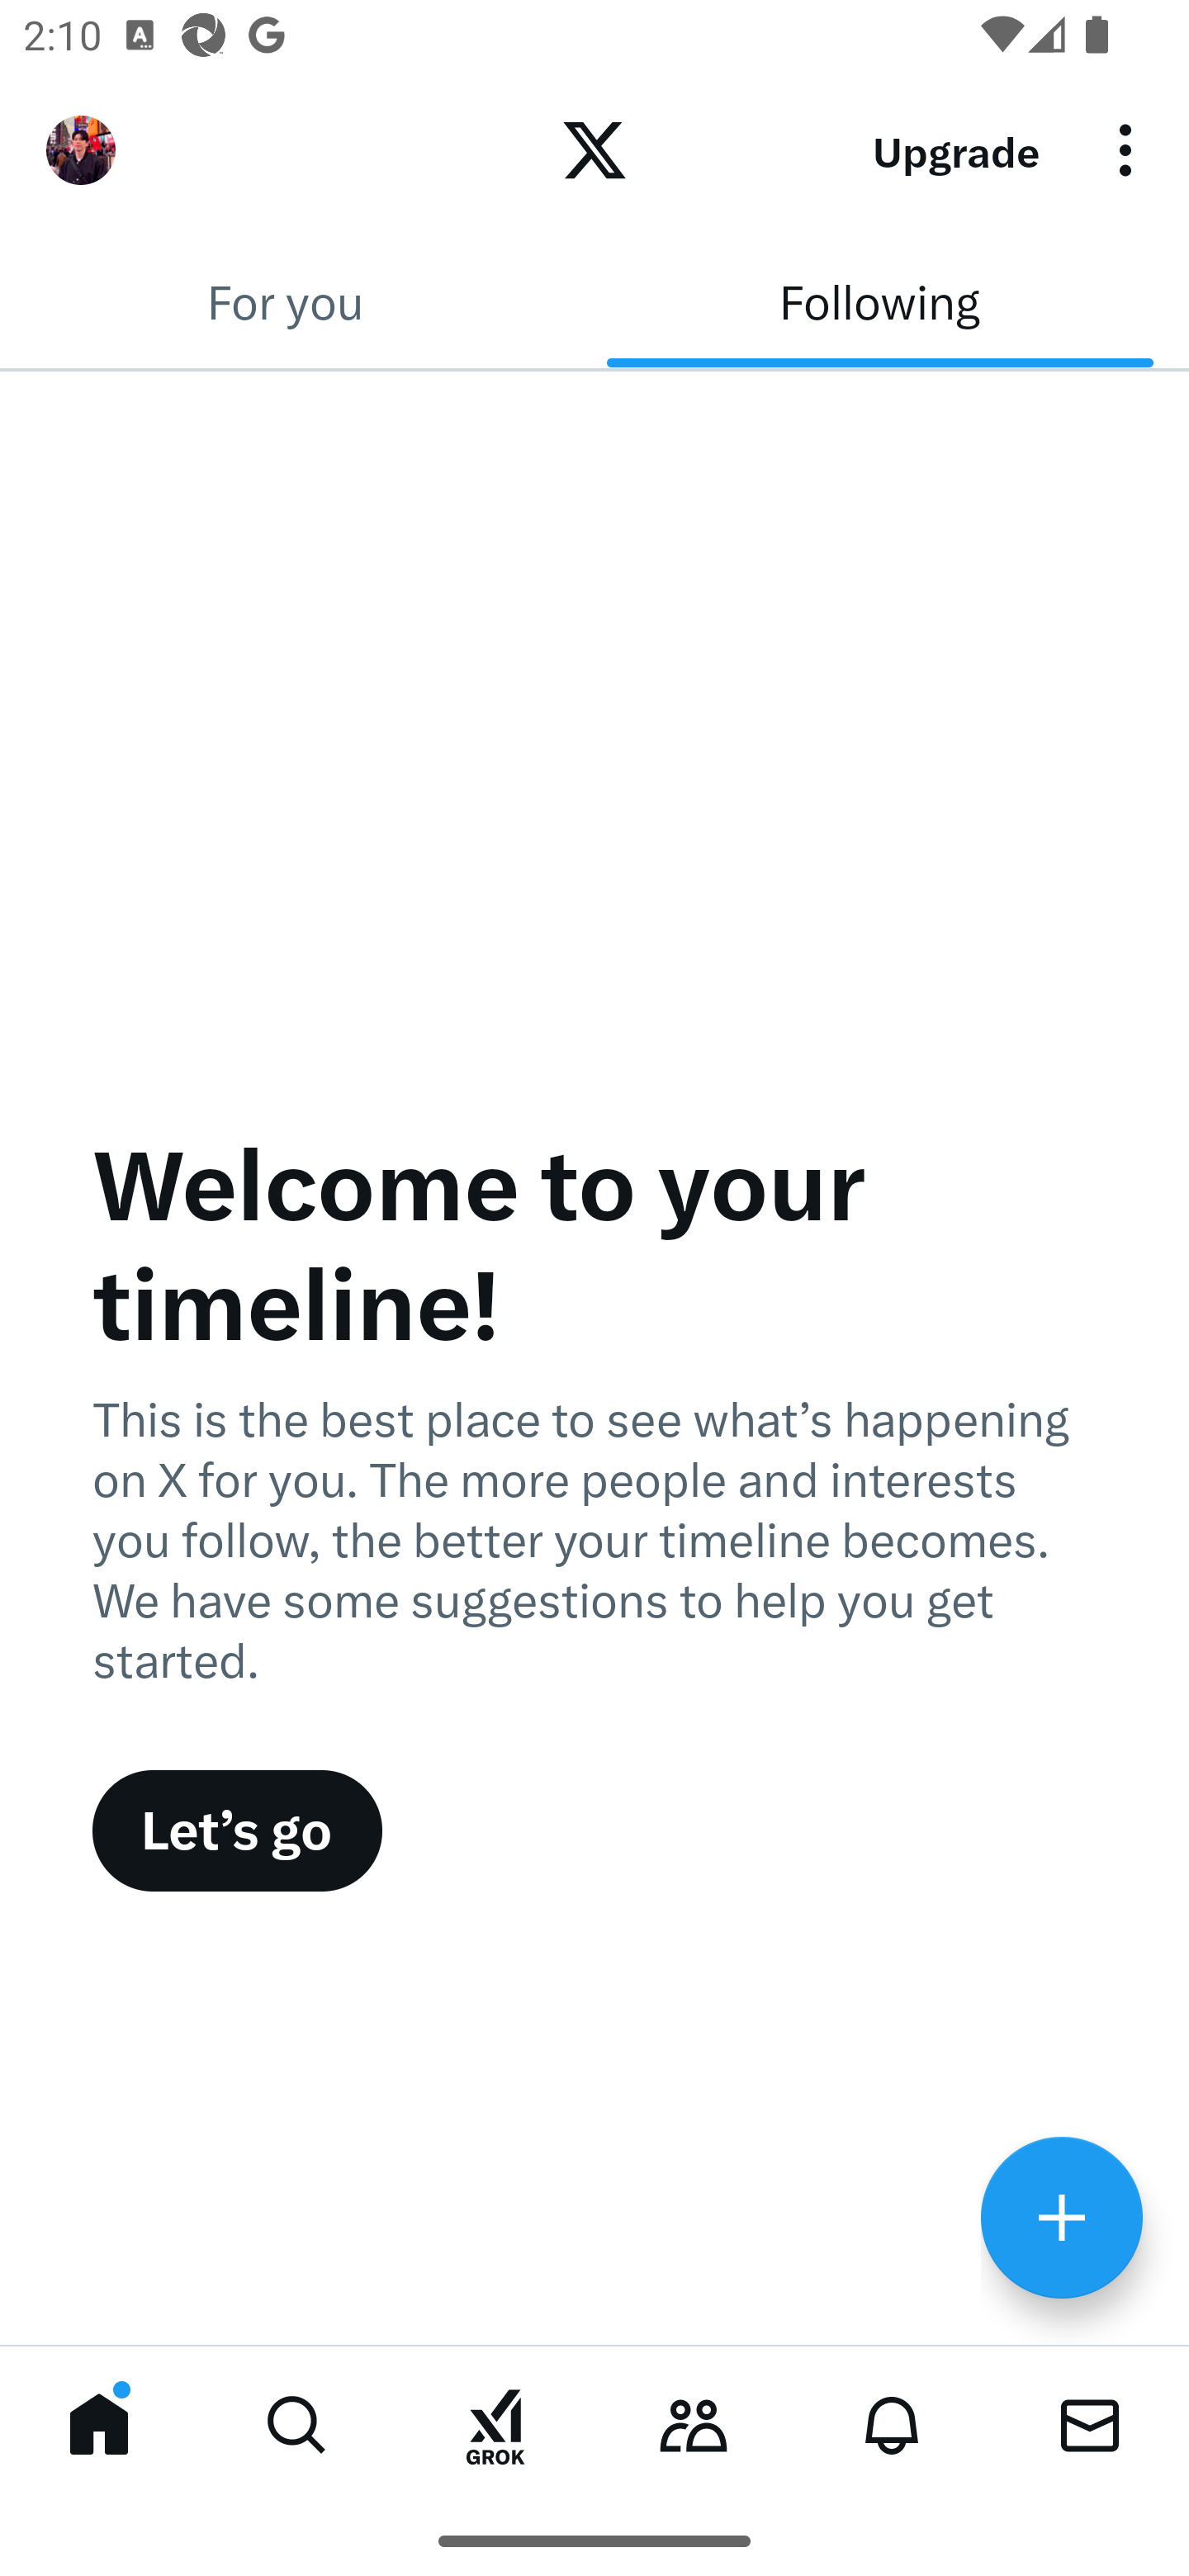 2:10
Upgrade
For you
Following
Welcome to your
timeline!
This is the best place to see what’s happening
on X for you. The more people and interests
you follow, the better your timeline becomes.
We have some suggestions to help you get
started.
Let’s go
GROK